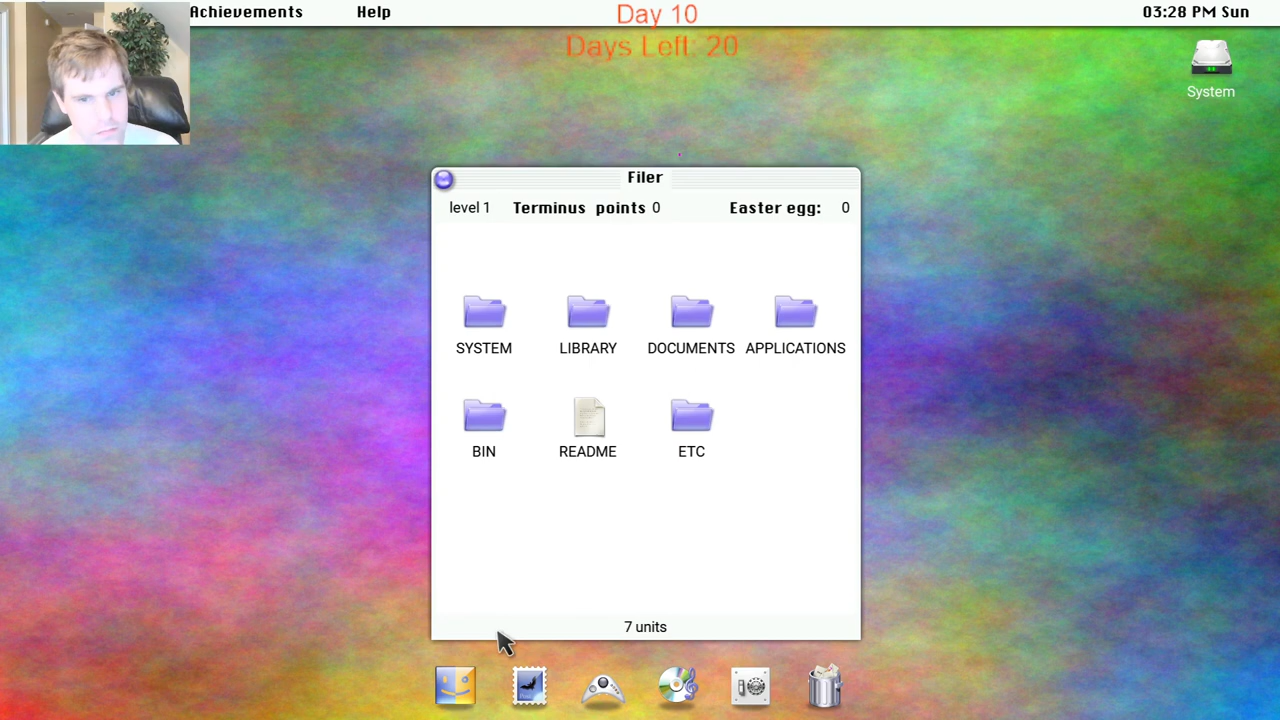 Achievements Help Day 10 03:28 PM Sun
Days Left: 20
System
Filer
level 1 Terminus points 0 Easter egg: 0
SYSTEM LIBRARY DOCUMENTS APPLICATIONS
BIN README ETC
7 units